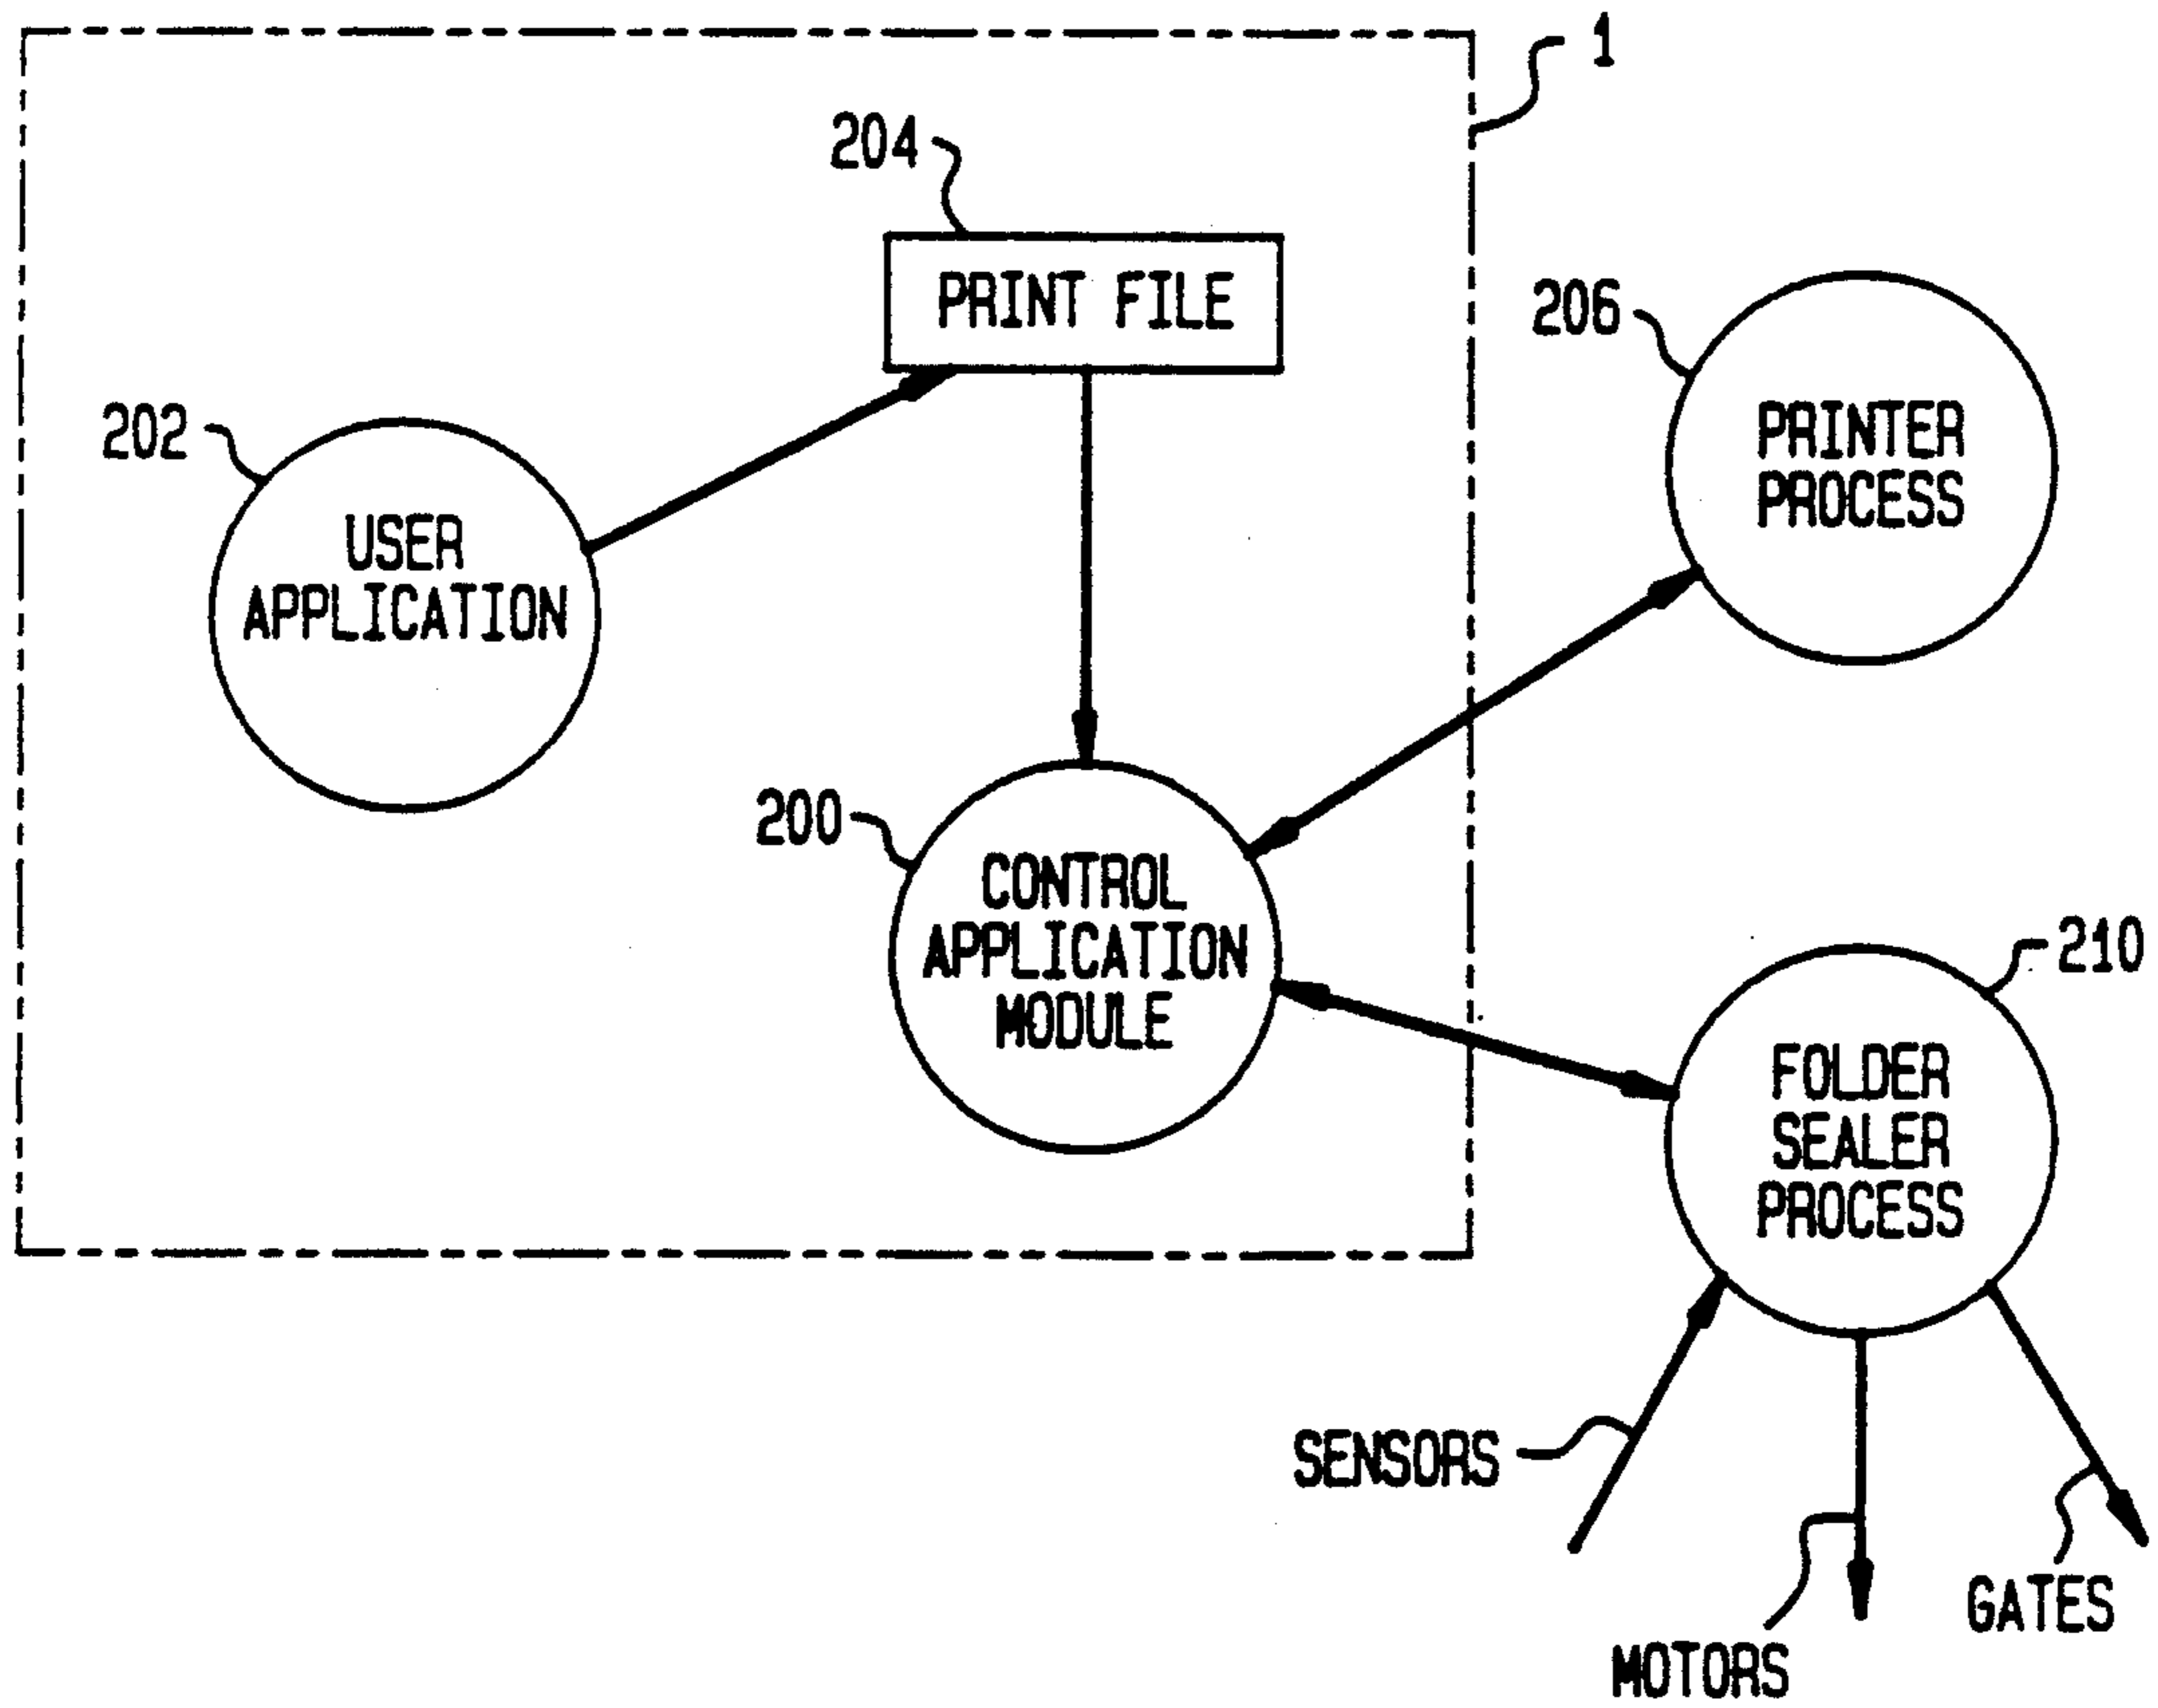 1
204
PRINT FILE
206
PRINTER
PROCESS
202
USER
APPLICATION
200
CONTROL
APPLICATION
MODULE
210
FOLDER
SEALER
PROCESS
SENSORS
GATES
MOTORS